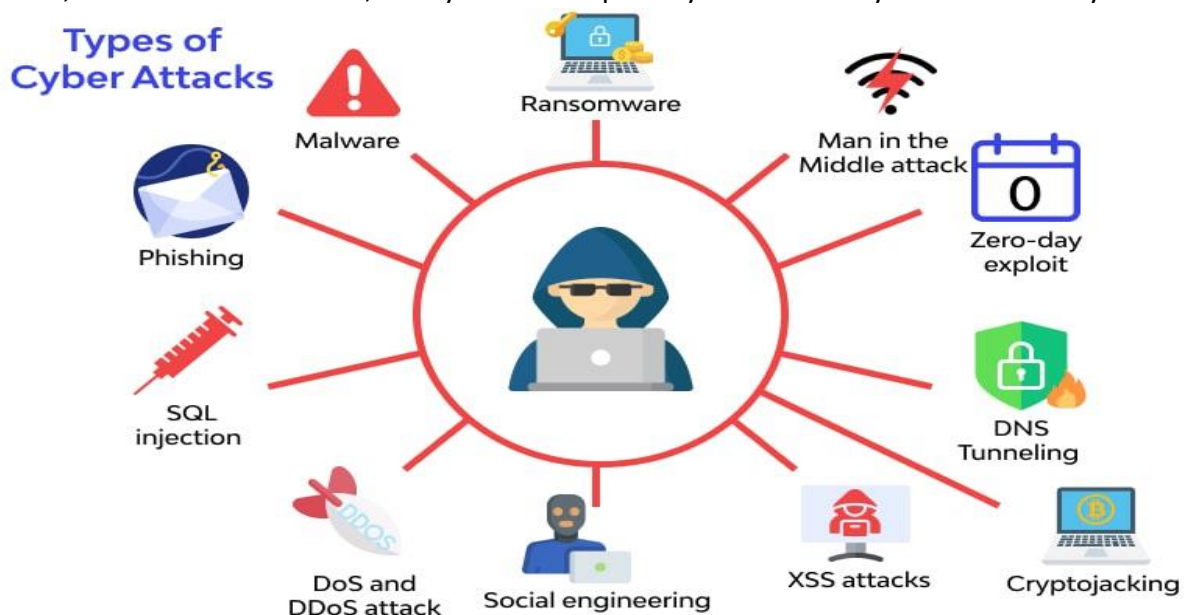 Types of
Cyber Attacks
Malware
Ransomware
Man in the
Middle attack
Phishing
0
Zero-day
exploit
SQL
injection
DNS
Tunneling
DDOS
DoS and
DDoS attack
Social engineering
XSS attacks
Cryptojacking